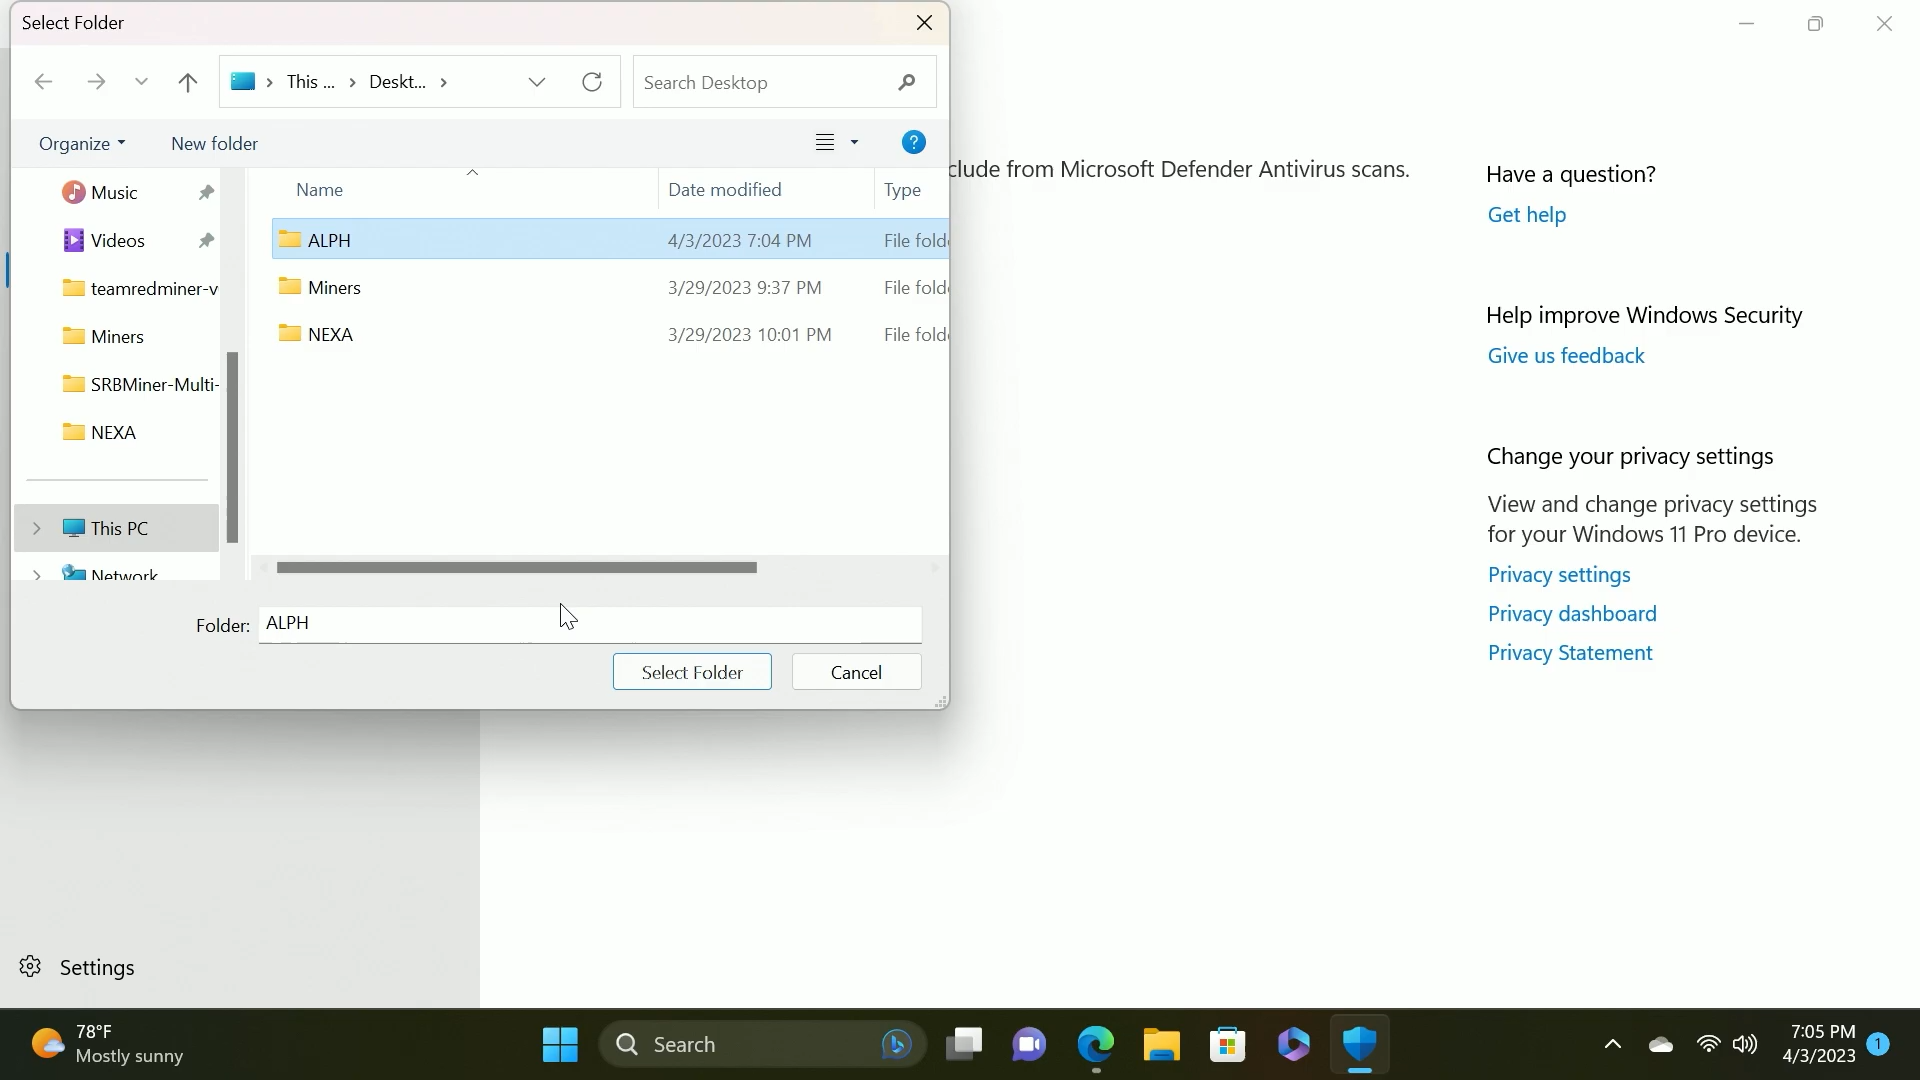 Select Folder
This ... > Deskt... >
Search Desktop
Organize
New folder
?
Music
Videos
teamredminer-v
Miners
SRBMiner-Multi-
NEXA
This PC
Network
Name Date modified Type
ALPH 4/3/2023 7:04 PM File fold
Miners 3/29/2023 9:37 PM File fold
NEXA 3/29/2023 10:01 PM File fold
Folder: ALPH
Select Folder
Cancel
clude from Microsoft Defender Antivirus scans.
Have a question?
Get help
Help improve Windows Security
Give us feedback
Change your privacy settings
View and change privacy settings
for your Windows 11 Pro device.
Privacy settings
Privacy dashboard
Privacy Statement
Settings
78°F
Mostly sunny
Search
7:05 PM
4/3/2023
1